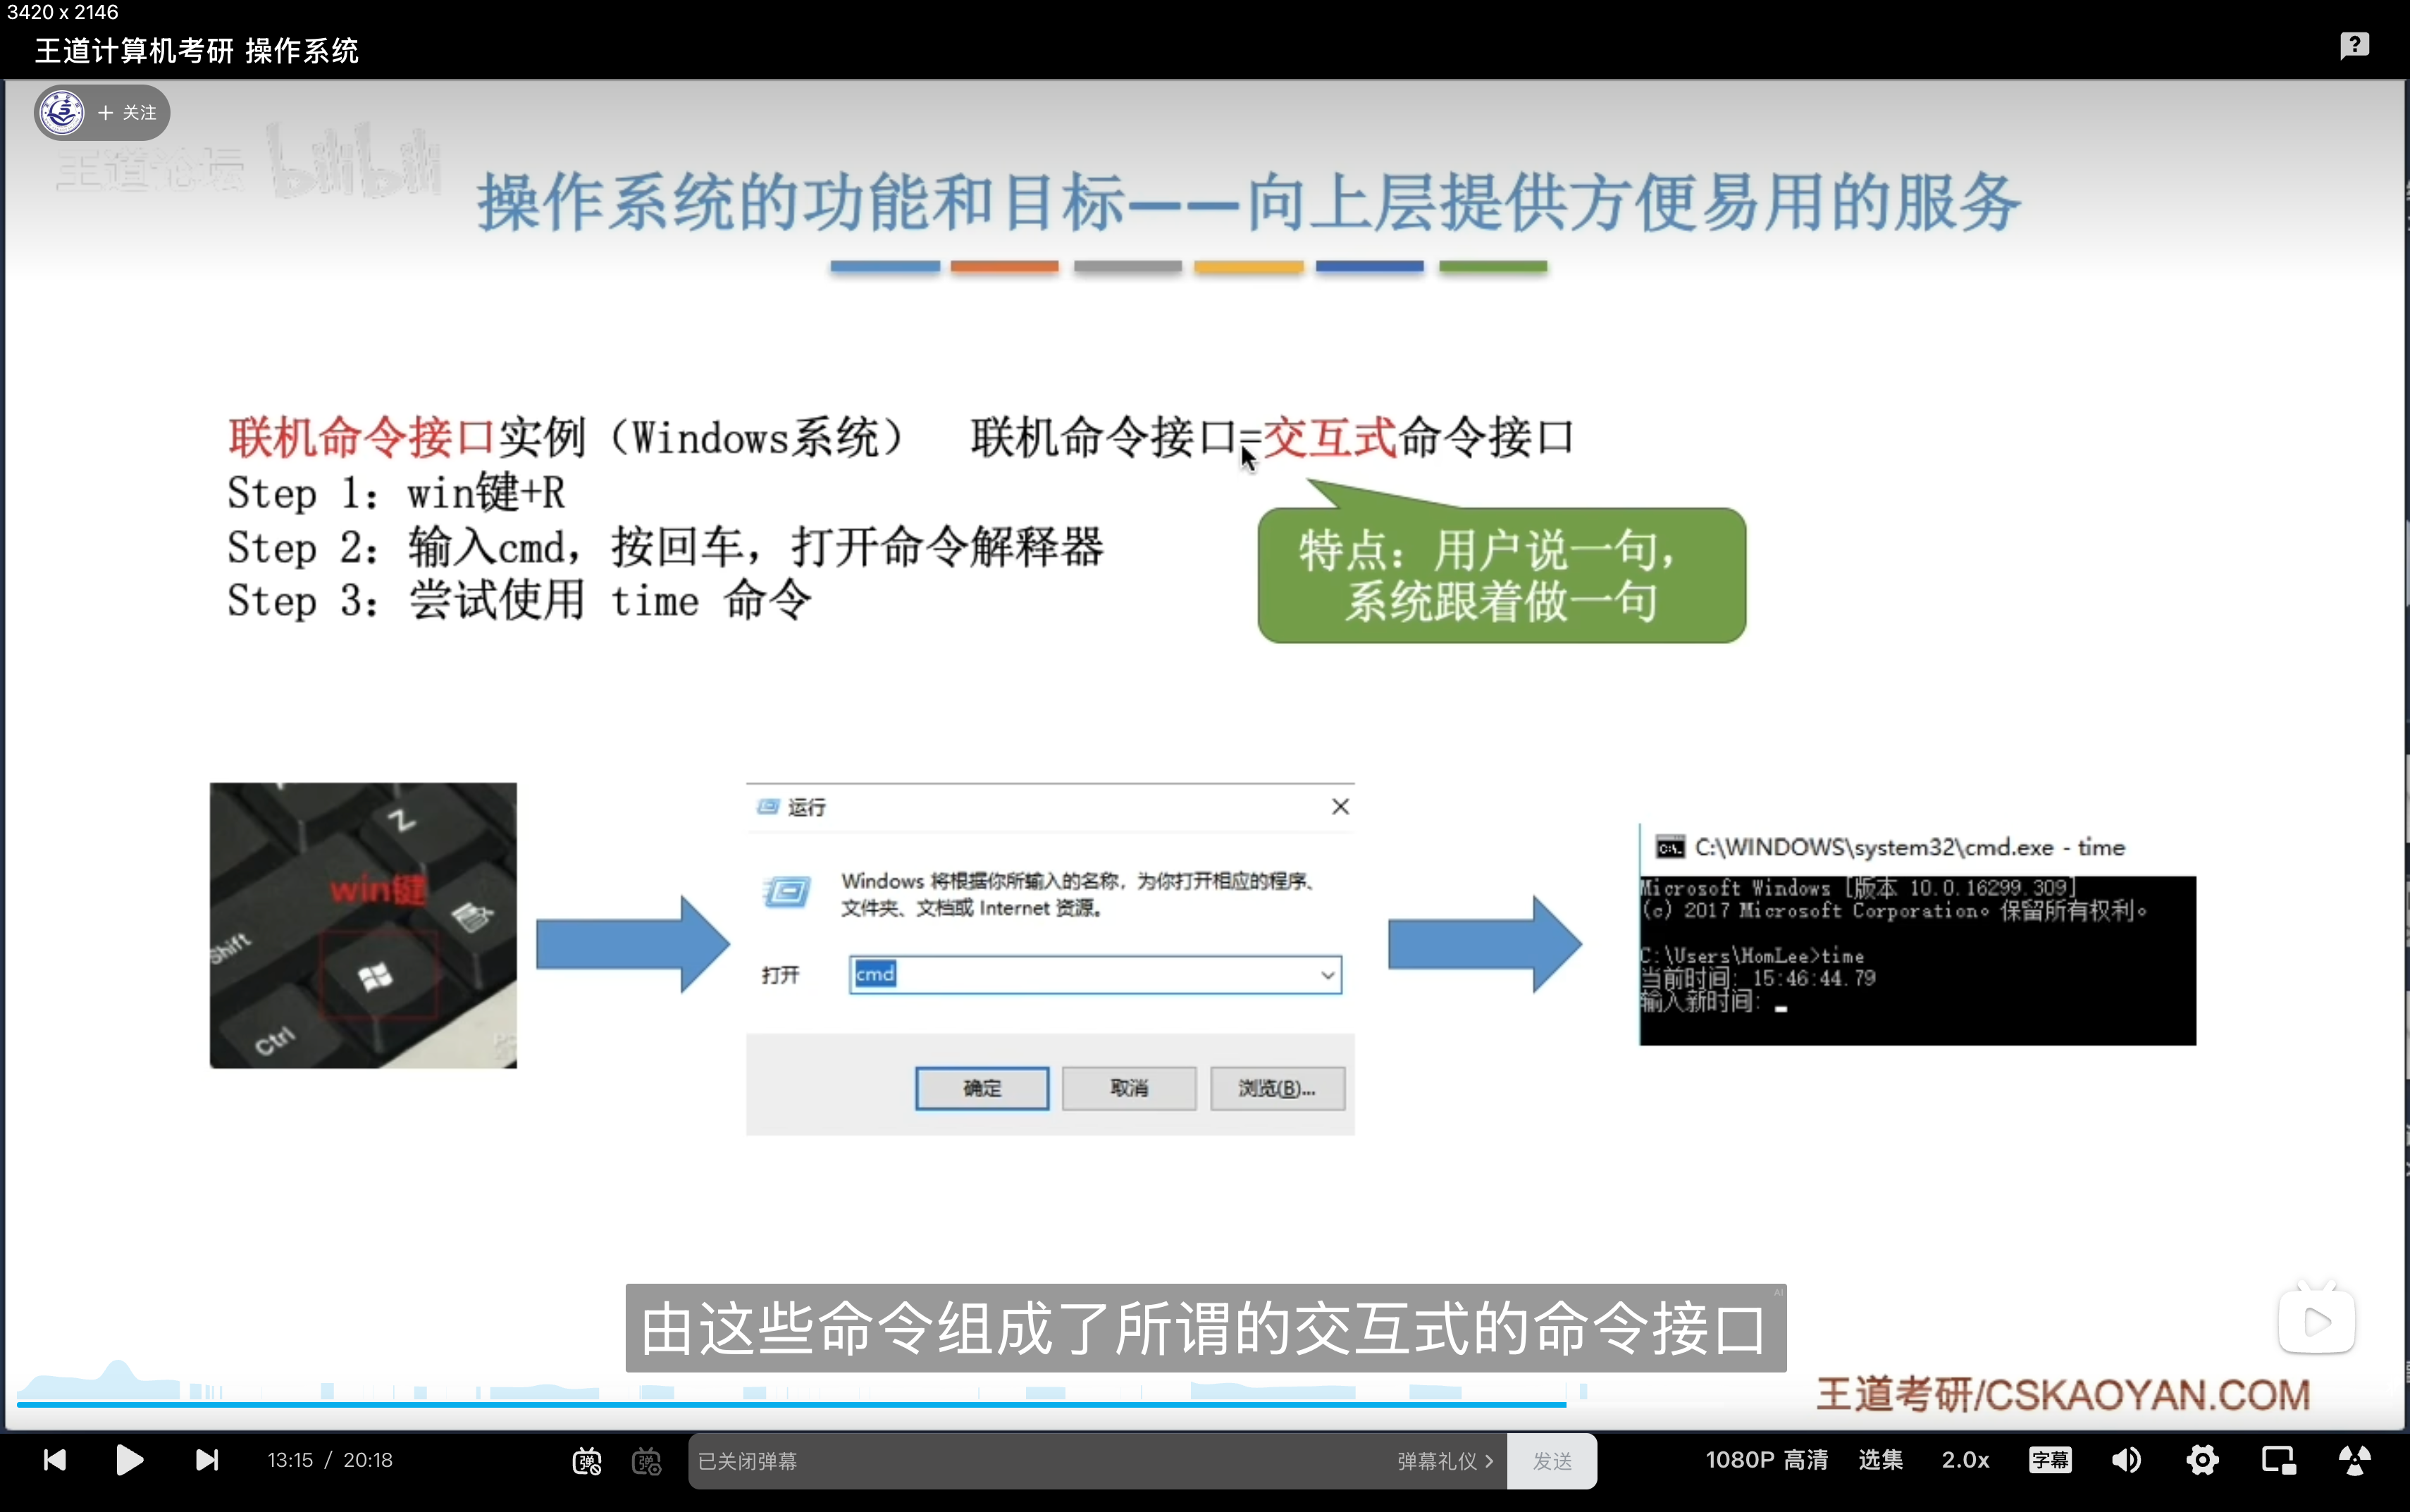 3420 x 2146
王道计算机考研 操作系统
+ 关注
王道论坛 bilibili
操作系统的功能和目标——向上层提供方便易用的服务
联机命令接口实例（Windows系统） 联机命令接口=交互式命令接口
Step 1：win键+R
Step 2：输入cmd，按回车，打开命令解释器
Step 3：尝试使用 time 命令
特点：用户说一句，
系统跟着做一句
Z
win键
Shift
Ctrl
运行
Windows 将根据你所输入的名称，为你打开相应的程序、
文件夹、文档或 Internet 资源。
打开
cmd
确定
取消
浏览(B)...
C:\WINDOWS\system32\cmd.exe - time
Microsoft Windows [版本 10.0.16299.309]
(c) 2017 Microsoft Corporation。保留所有权利。
C:\Users\HomLee>time
当前时间: 15:46:44.79
输入新时间:
AI
由这些命令组成了所谓的交互式的命令接口
王道考研/CSKAOYAN.COM
13:15 / 20:18
弹
弹
已关闭弹幕
弹幕礼仪 >
发送
1080P 高清
选集
2.0x
字幕